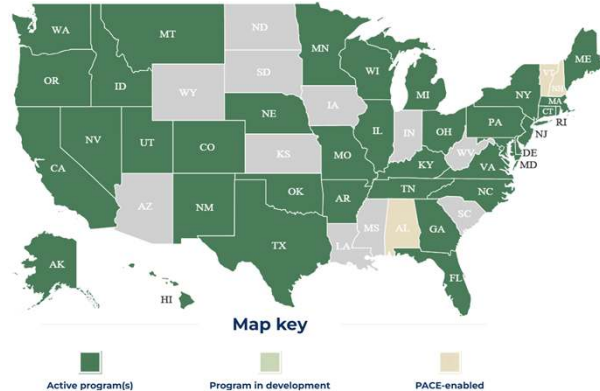 WA
MT
ND
MN
ME
OR
ID
SD
WI
VT
NH
WY
MI
NY
MA
CT
RI
NV
UT
NE
IA
IL
IN
OH
PA
NJ
CA
CO
KS
MO
KY
WV
VA
DE
MD
AZ
NM
OK
AR
TN
NC
SC
MS
AL
GA
TX
LA
AK
HI
FL
Map key
Active program(s)
Program in development
PACE-enabled